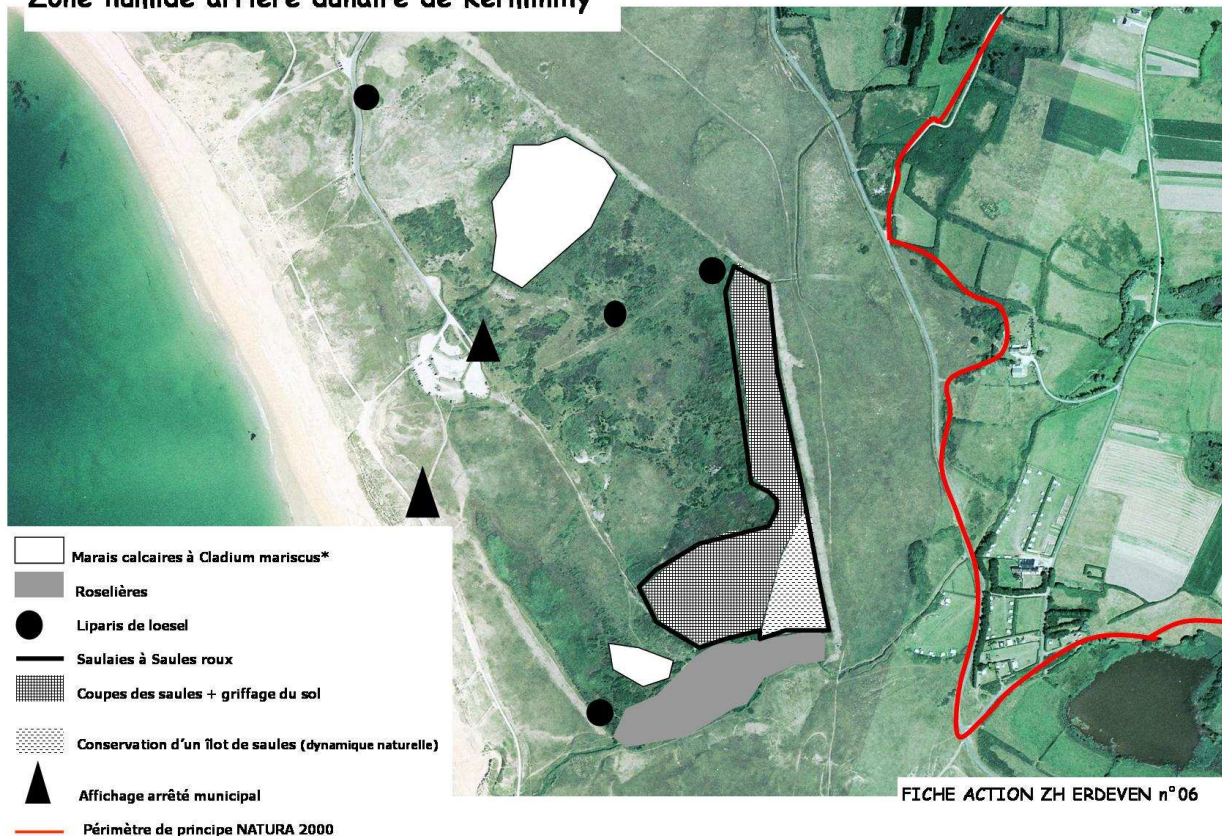 Zone humide arrière dunaire de Kerminihy
Marais calcaires à Cladium mariscus*
Roselières
Liparis de loesel
Saulaies à Saules roux
Coupes des saules + griffage du sol
Conservation d'un îlot de saules (dynamique naturelle)
Affichage arrêté municipal
Périmètre de principe NATURA 2000
FICHE ACTION ZH ERDEVEN n°06